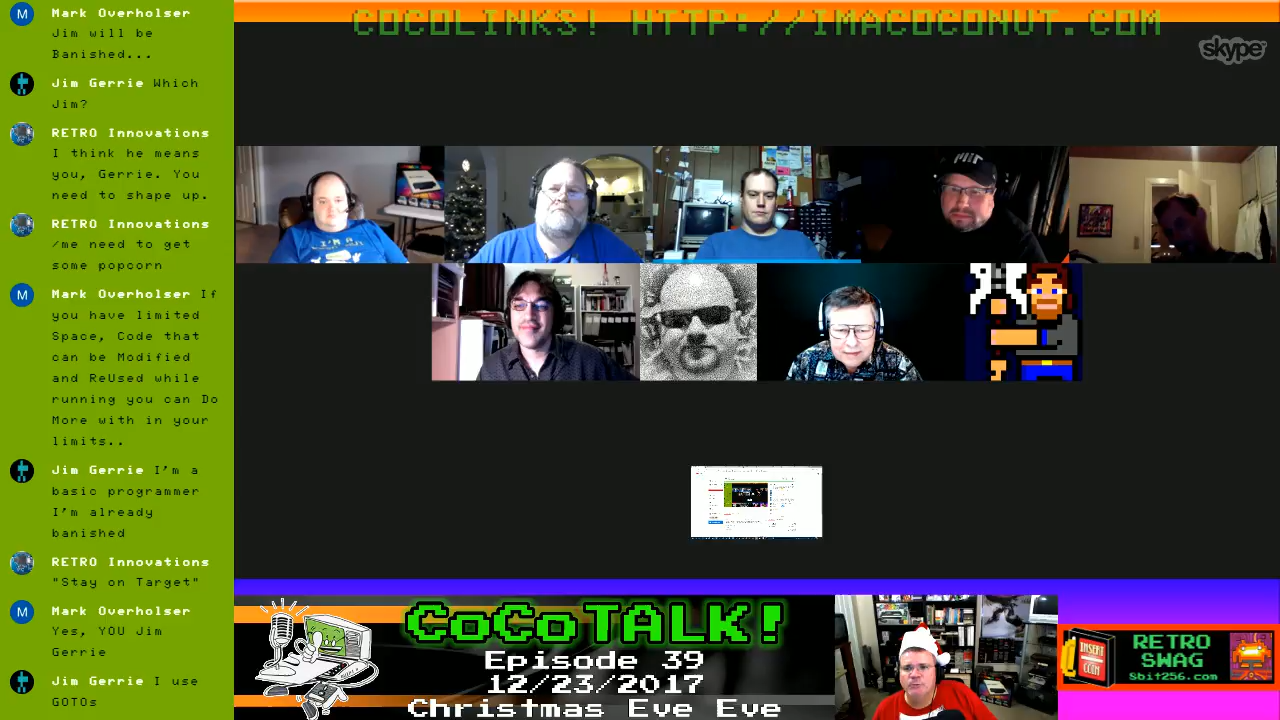 Mark Overholser
Jim will be
Banished...
Jim Gerrie Which
Jim?
RETRO Innovations
I think he means
you, Gerrie. You
need to shape up.
RETRO Innovations
/me need to get
some popcorn
Mark Overholser If
you have limited
Space, Code that
can be Modified
and ReUsed while
running you can Do
More with in your
limits..
Jim Gerrie I'm a
basic programmer
I'm already
banished
RETRO Innovations
"Stay on Target"
Mark Overholser
Yes, YOU Jim
Gerrie
Jim Gerrie I use
GOTOs
COCOLINKS! HTTP://IMACOCONUT.COM
skype
I'M A
MIT
CoCoTALK!
Episode 39
12/23/2017
Christmas Eve Eve
INSERT
COIN
RETRO
SWAG
8bit256.com